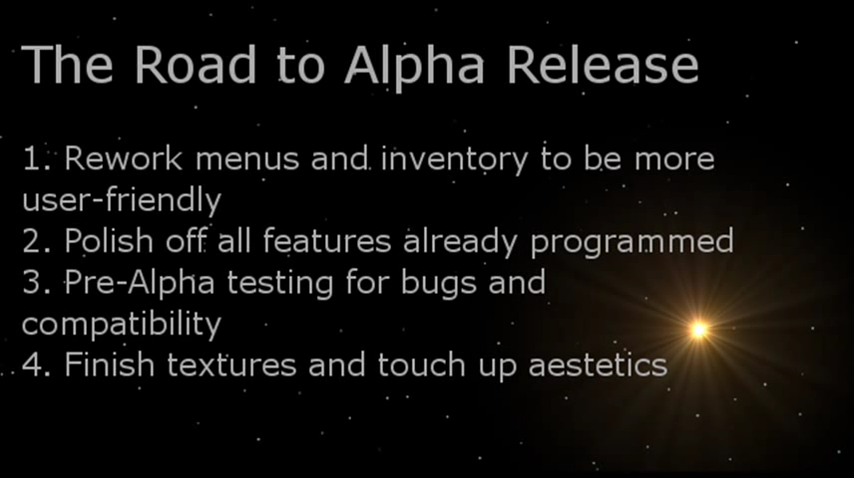 The Road to Alpha Release
1. Rework menus and inventory to be more
user-friendly
2. Polish off all features already programmed
3. Pre-Alpha testing for bugs and
compatibility
4. Finish textures and touch up aestetics